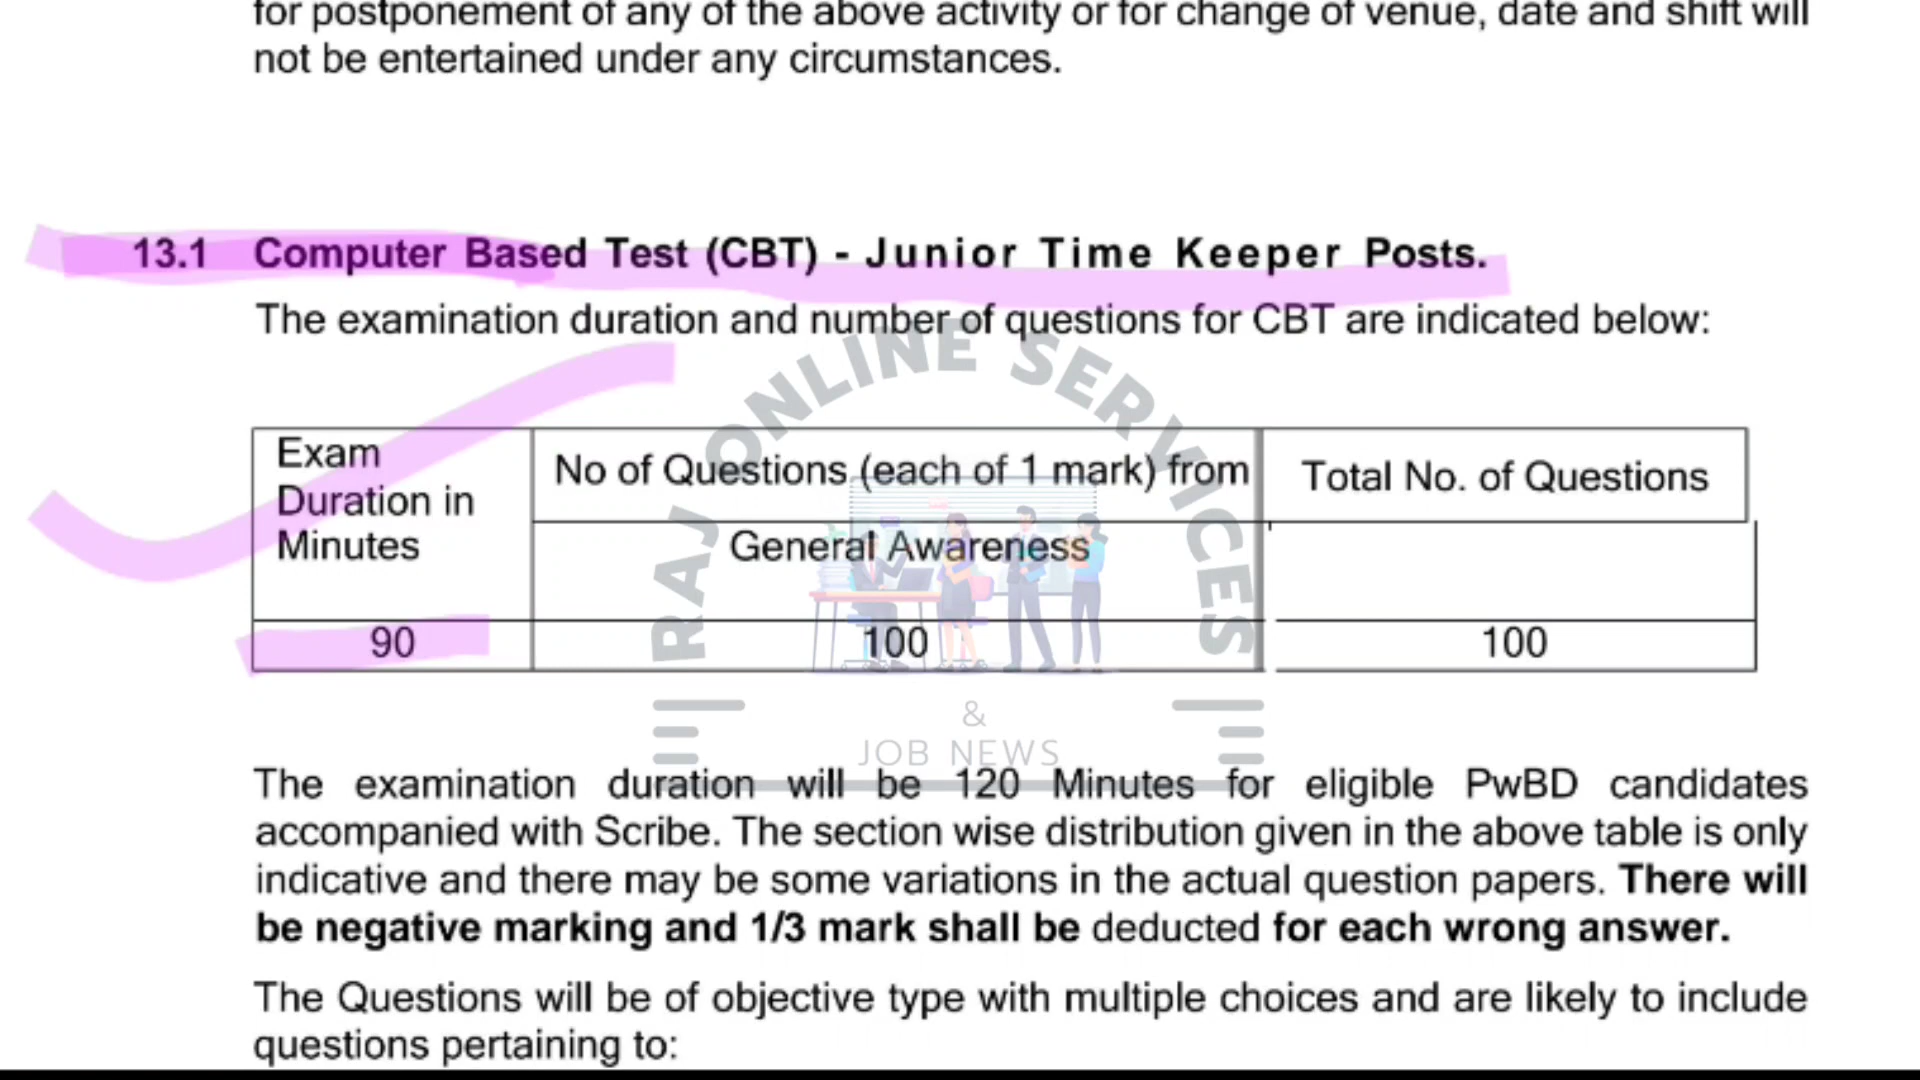 for postponement of any of the above activity or for change of venue, date and shift will
not be entertained under any circumstances.
13.1 Computer Based Test (CBT) - Junior Time Keeper Posts.
The examination duration and number of questions for CBT are indicated below:
Exam
Duration in
Minutes
No of Questions (each of 1 mark) from
Total No. of Questions
General Awareness
90 100 100
RAJ ONLINE SERVICES
&
JOB NEWS
The examination duration will be 120 Minutes for eligible PwBD candidates
accompanied with Scribe. The section wise distribution given in the above table is only
indicative and there may be some variations in the actual question papers. There will
be negative marking and 1/3 mark shall be deducted for each wrong answer.
The Questions will be of objective type with multiple choices and are likely to include
questions pertaining to: